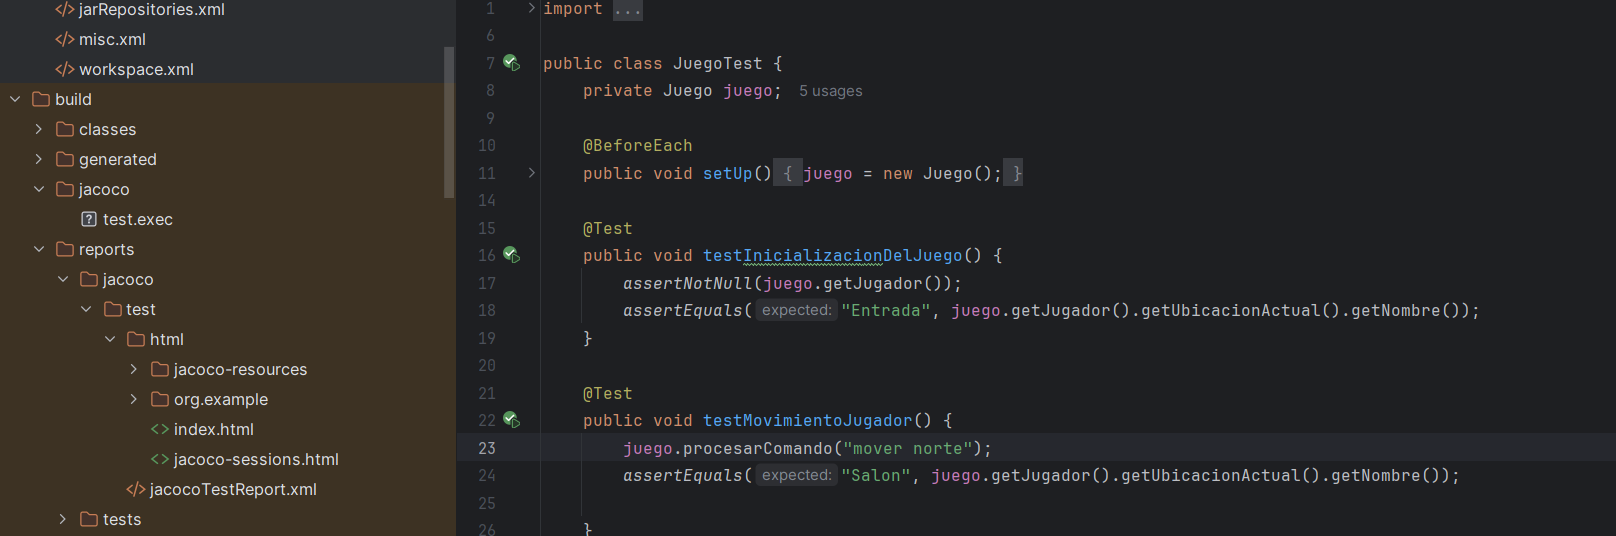 jarRepositories.xml
misc.xml
workspace.xml
build
classes
generated
jacoco
test.exec
reports
jacoco
test
html
jacoco-resources
org.example
index.html
jacoco-sessions.html
jacocoTestReport.xml
tests
1 import ...
6
7 public class JuegoTest {
8 private Juego juego; 5 usages
9
10 @BeforeEach
11 public void setUp() { juego = new Juego(); }
14
15 @Test
16 public void testInicializacionDelJuego() {
17 assertNotNull(juego.getJugador());
18 assertEquals( expected: "Entrada", juego.getJugador().getUbicacionActual().getNombre());
19 }
20
21 @Test
22 public void testMovimientoJugador() {
23 juego.procesarComando("mover norte");
24 assertEquals( expected: "Salon", juego.getJugador().getUbicacionActual().getNombre());
25
26 }